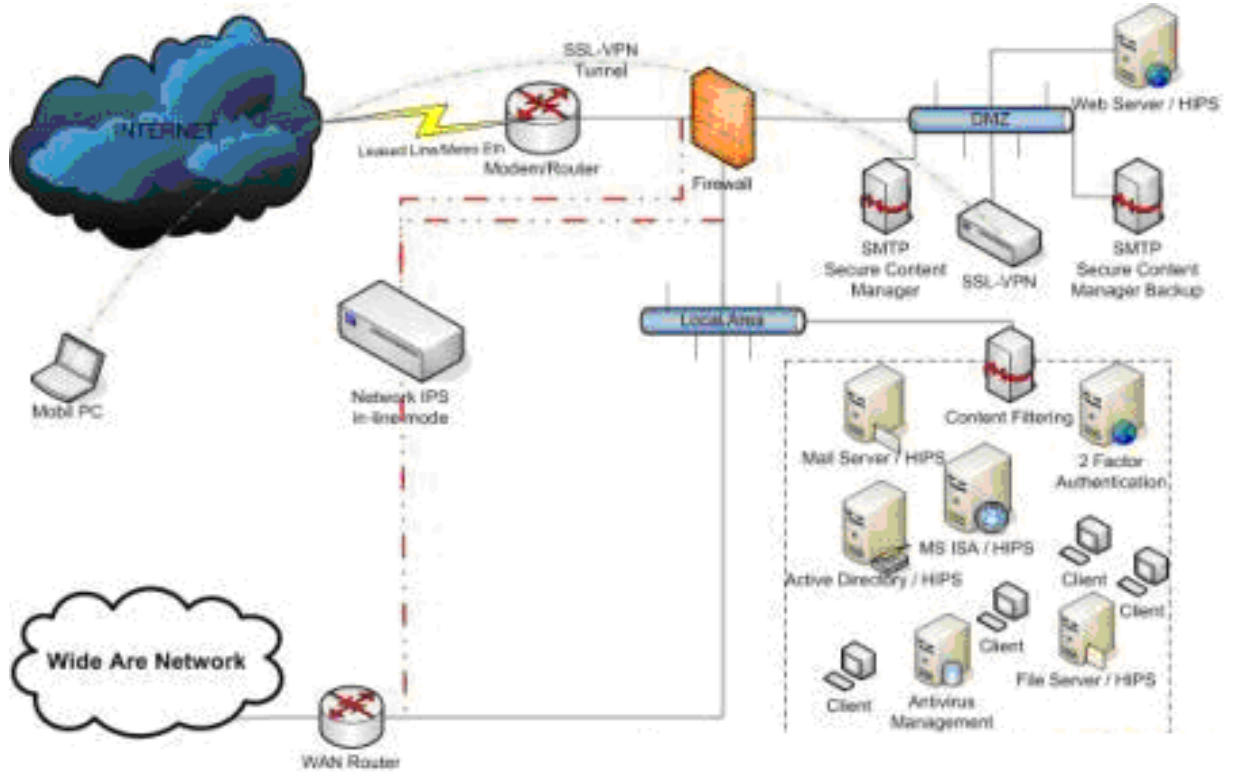 SSL-VPN
Tunnel
INTERNET
Leased Line/Metro Eth.
Modem/Router
Firewall
DMZ
Web Server / HIPS
SMTP
Secure Content
Manager
SSL-VPN
SMTP
Secure Content
Manager Backup
Mobil PC
Network IPS
in-line mode
Local Area
Content Filtering
Mail Server / HIPS
2 Factor
Authentication
MS ISA / HIPS
Active Directory / HIPS
Client
Client
Client
File Server / HIPS
Client
Antivirus
Management
Wide Are Network
WAN Router